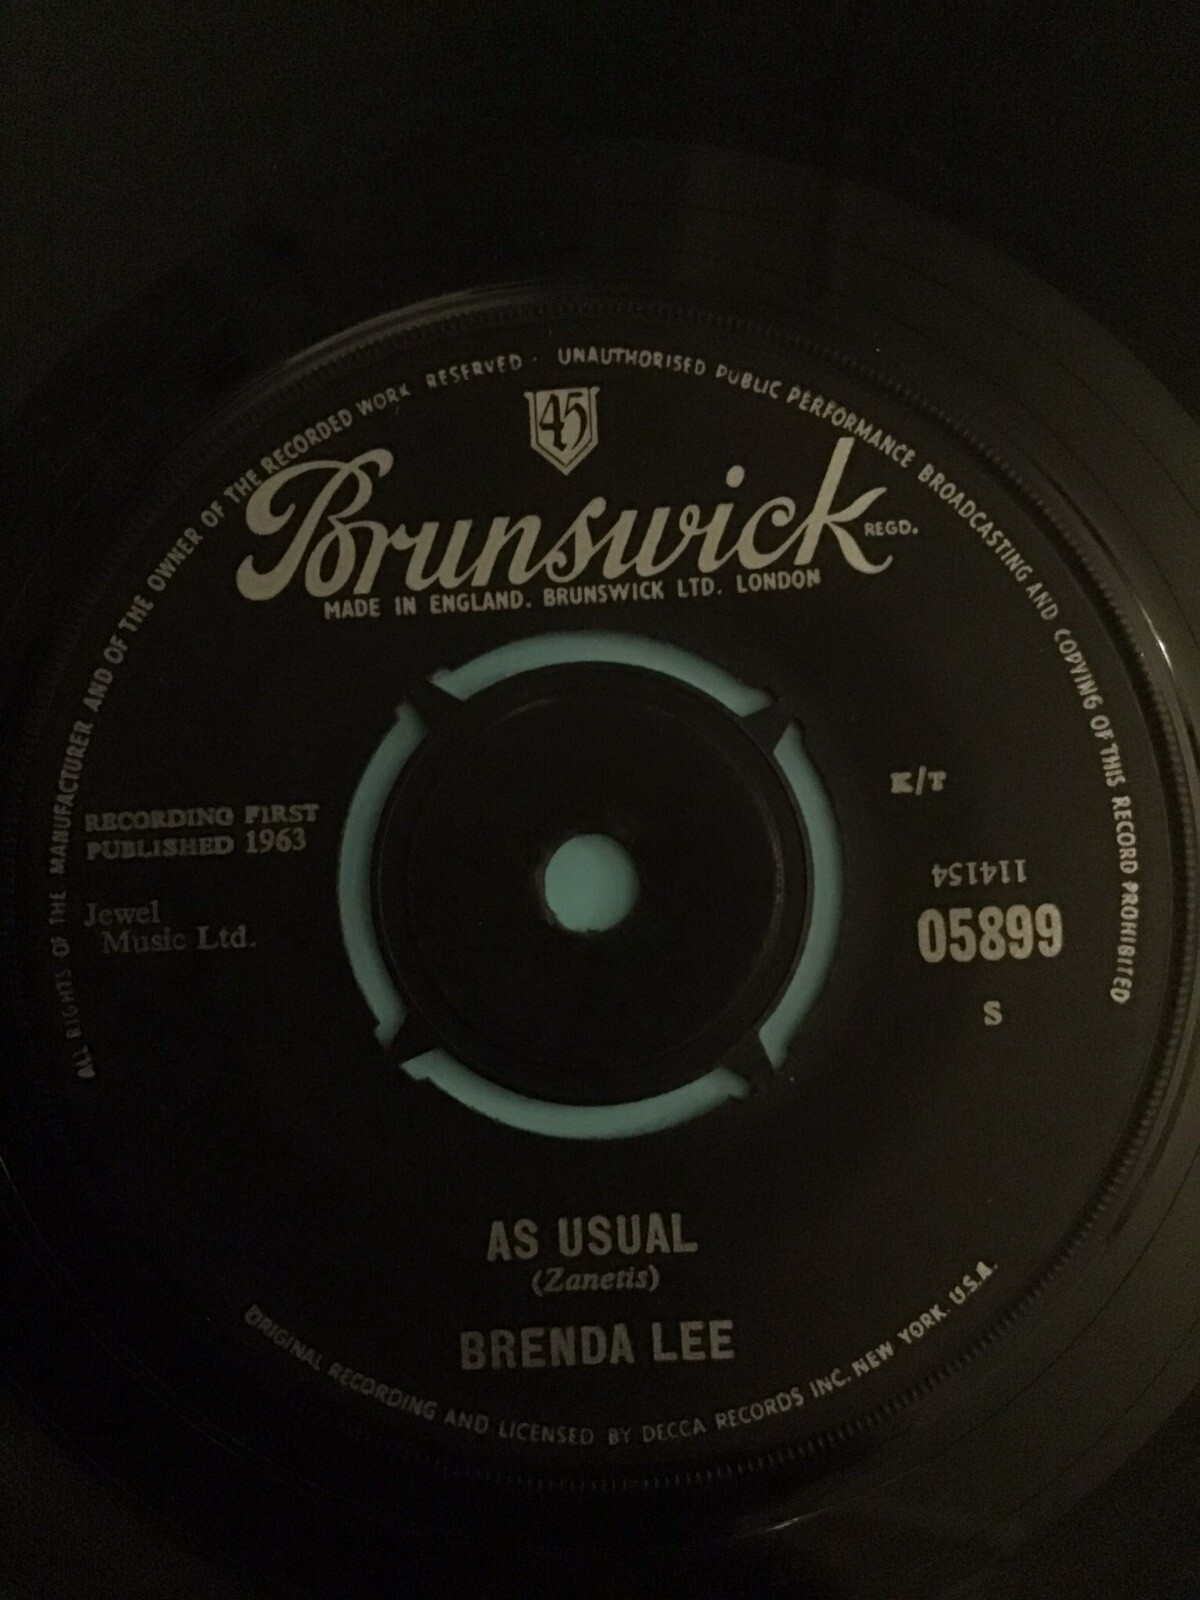 ALL RIGHTS OF THE MANUFACTURER AND OF THE OWNER OF THE RECORDED WORK RESERVED · UNAUTHORISED PUBLIC PERFORMANCE BROADCASTING AND COPYING OF THIS RECORD PROHIBITED
45
Brunswick REGD.
MADE IN ENGLAND. BRUNSWICK LTD. LONDON
K/T
RECORDING FIRST
PUBLISHED 1963
Jewel
Music Ltd.
114154
05899
S
AS USUAL
(Zanetis)
BRENDA LEE
ORIGINAL RECORDING AND LICENSED BY DECCA RECORDS INC. NEW YORK. U.S.A.